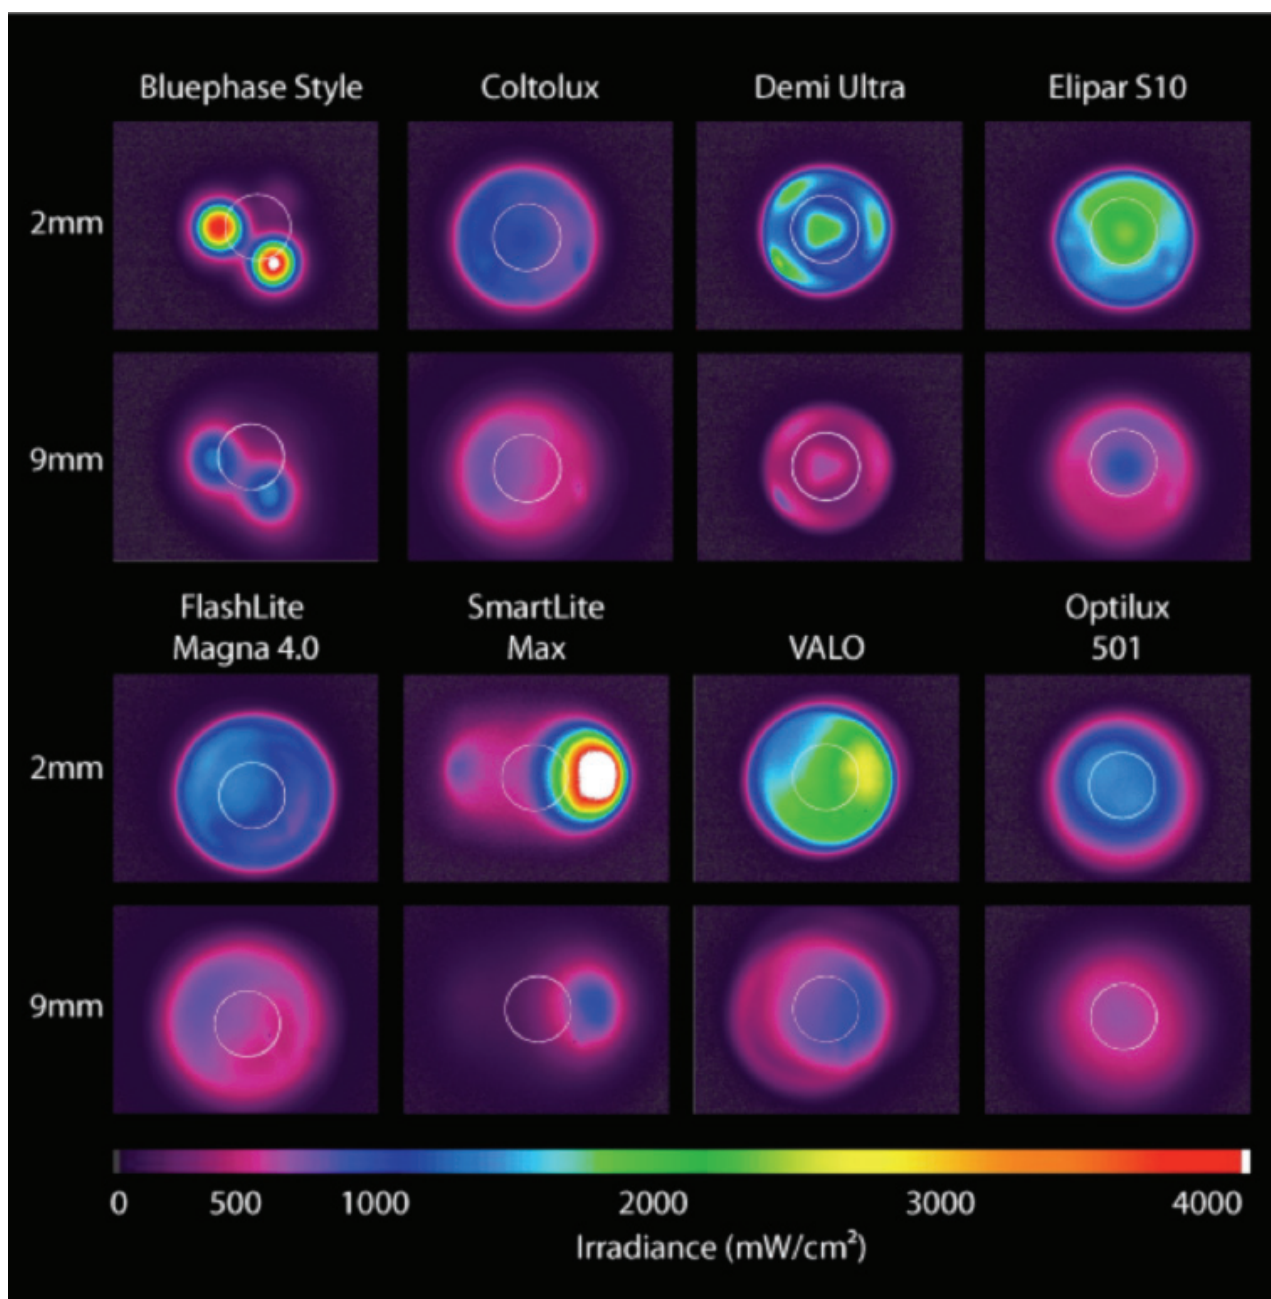 Bluephase Style Coltolux Demi Ultra Elipar S10
2mm
9mm
FlashLite SmartLite Optilux
Magna 4.0 Max VALO 501
2mm
9mm
0 500 1000 2000 3000 4000
Irradiance (mW/cm²)